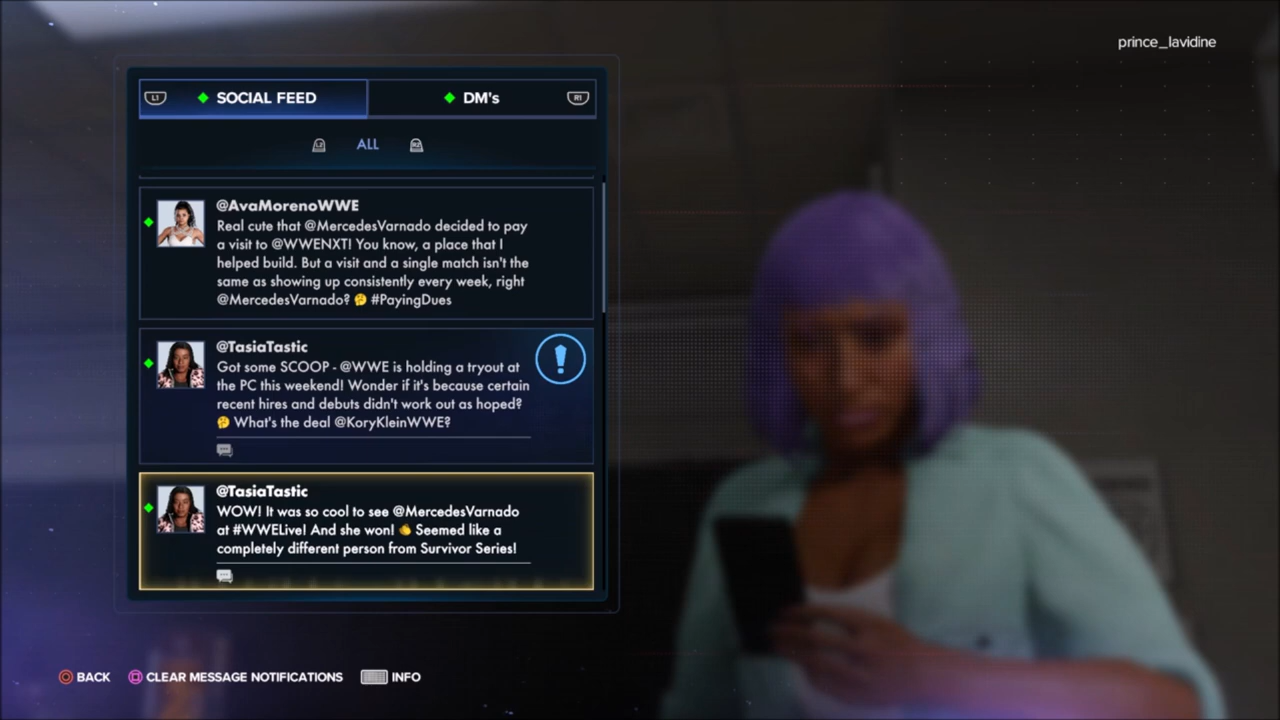 prince_lavidine
L1 SOCIAL FEED DM's R1
L2 ALL R2
@AvaMorenoWWE
Real cute that @MercedesVarnado decided to pay
a visit to @WWENXT! You know, a place that I
helped build. But a visit and a single match isn't the
same as showing up consistently every week, right
@MercedesVarnado? 🤔 #PayingDues
@TasiaTastic
Got some SCOOP - @WWE is holding a tryout at
the PC this weekend! Wonder if it's because certain
recent hires and debuts didn't work out as hoped?
🤔 What's the deal @KoryKleinWWE?
@TasiaTastic
WOW! It was so cool to see @MercedesVarnado
at #WWELive! And she won! 👏 Seemed like a
completely different person from Survivor Series!
BACK CLEAR MESSAGE NOTIFICATIONS INFO